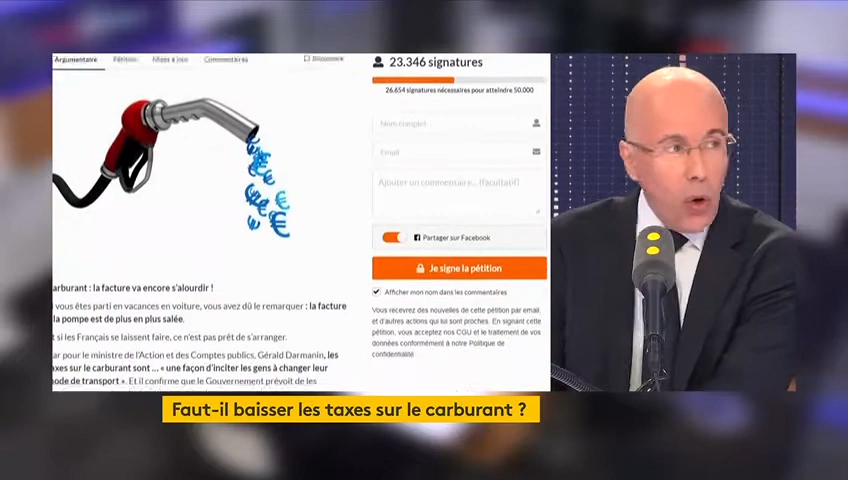 Argumentaire Pétition Mises à jour Commentaires
23.346 signatures
26.654 signatures nécessaires pour atteindre 50.000
Nom complet
Email
Ajouter un commentaire... (facultatif)
Partager sur Facebook
Je signe la pétition
Afficher mon nom dans les commentaires
Vous recevrez des nouvelles de cette pétition par email,
et d'autres actions qui lui sont proches. En signant cette
pétition, vous acceptez nos CGU et le traitement de vos
données conformément à notre Politique de
confidentialité
arburant : la facture va encore s'alourdir !
vous êtes parti en vacances en voiture, vous avez dû le remarquer : la facture
la pompe est de plus en plus salée.
t si les Français se laissent faire, ce n'est pas prêt de s'arranger.
ar pour le ministre de l'Action et des Comptes publics, Gérald Darmanin, les
axes sur le carburant sont ... « une façon d'inciter les gens à changer leur
ode de transport ». Et il confirme que le Gouvernement prévoit de les
Faut-il baisser les taxes sur le carburant ?